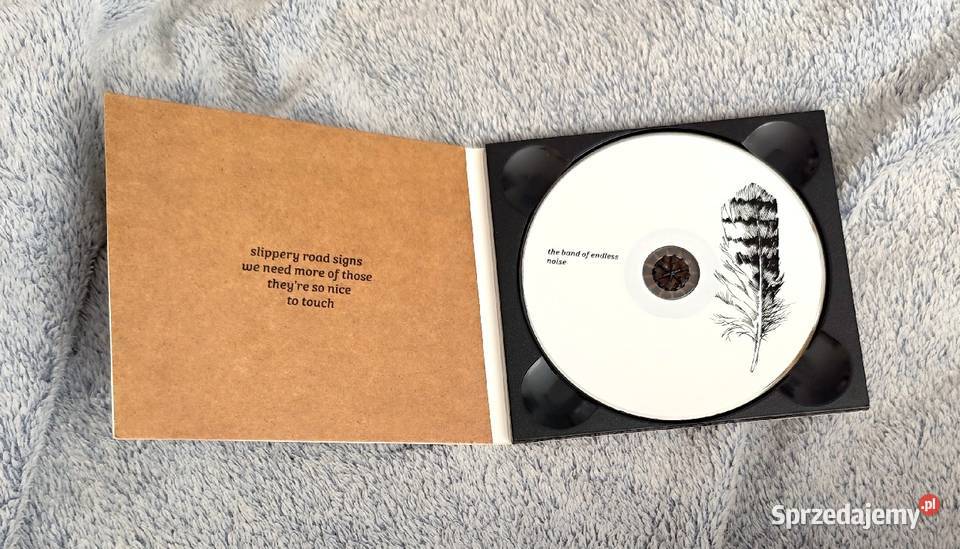 slippery road signs
we need more of those
they're so nice
to touch
the band of endless
noise
Sprzedajemy.pl